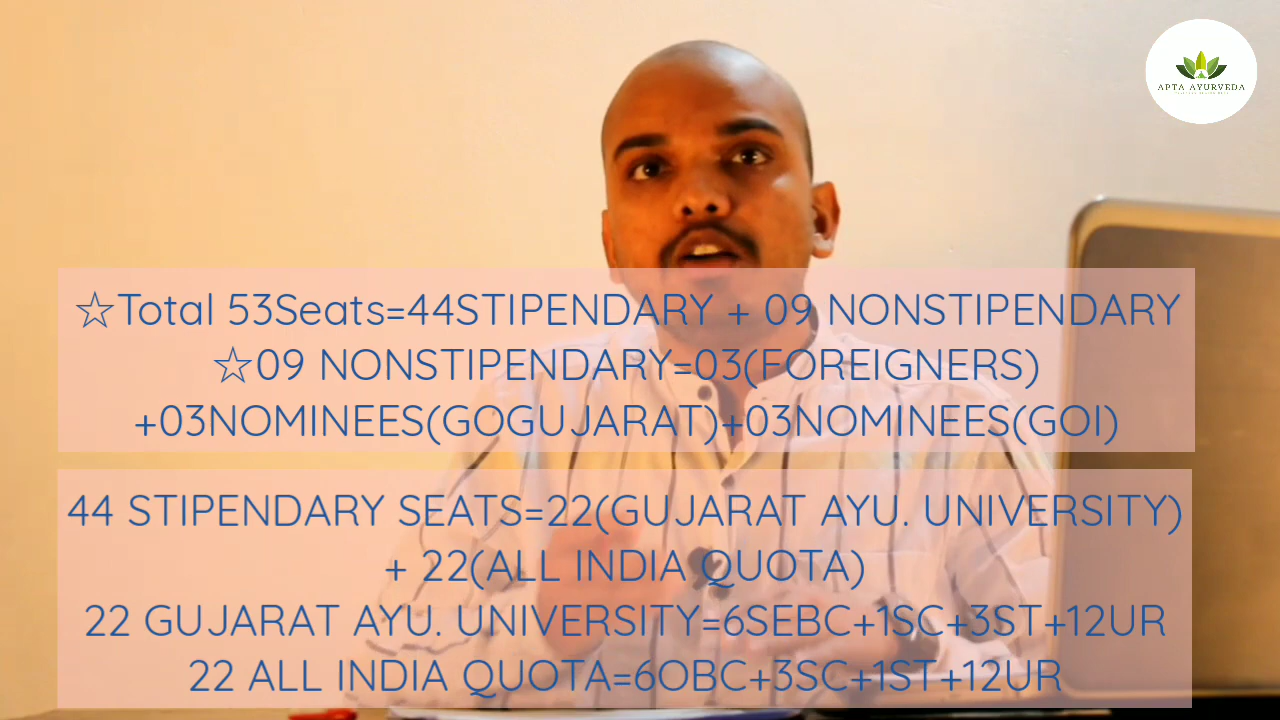 APTA AYURVEDA
☆Total 53Seats=44STIPENDARY + 09 NONSTIPENDARY
☆09 NONSTIPENDARY=03(FOREIGNERS)
+03NOMINEES(GOGUJARAT)+03NOMINEES(GOI)
44 STIPENDARY SEATS=22(GUJARAT AYU. UNIVERSITY)
+ 22(ALL INDIA QUOTA)
22 GUJARAT AYU. UNIVERSITY=6SEBC+1SC+3ST+12UR
22 ALL INDIA QUOTA=6OBC+3SC+1ST+12UR